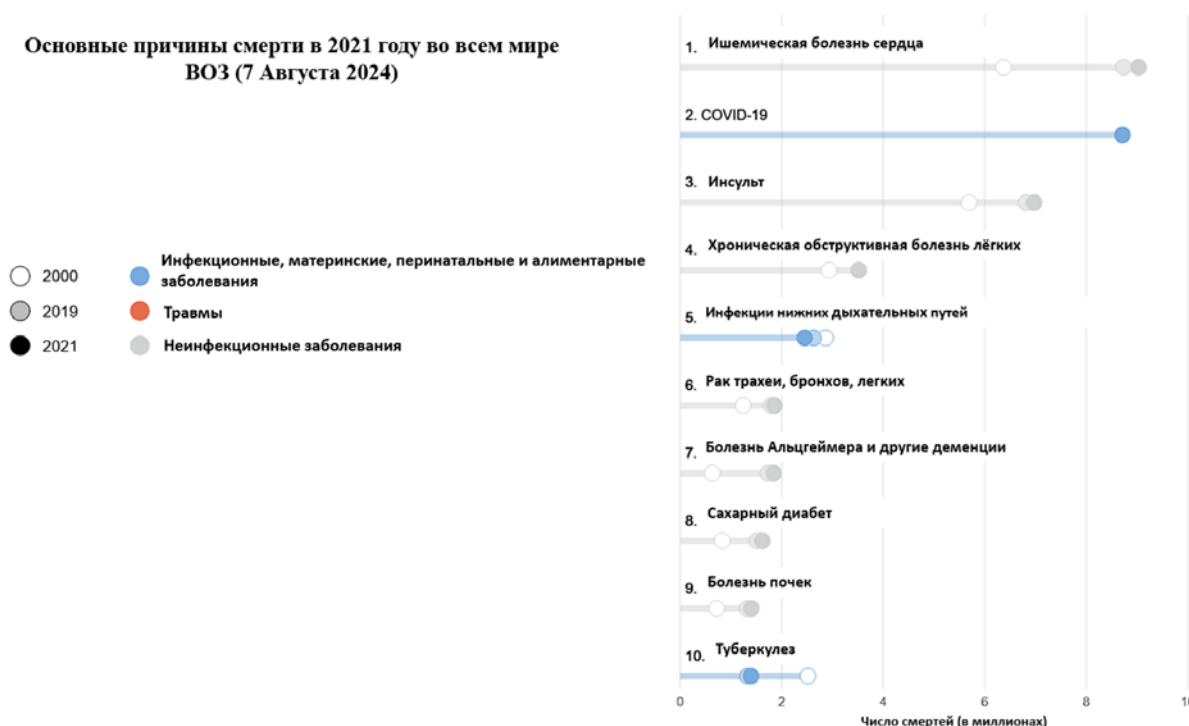 Основные причины смерти в 2021 году во всем мире
ВОЗ (7 Августа 2024)
2000
2019
2021
Инфекционные, материнские, перинатальные и алиментарные
заболевания
Травмы
Неинфекционные заболевания
1. Ишемическая болезнь сердца
2. COVID-19
3. Инсульт
4. Хроническая обструктивная болезнь лёгких
5. Инфекции нижних дыхательных путей
6. Рак трахеи, бронхов, легких
7. Болезнь Альцгеймера и другие деменции
8. Сахарный диабет
9. Болезнь почек
10. Туберкулез
0 2 4 6 8 10
Число смертей (в миллионах)